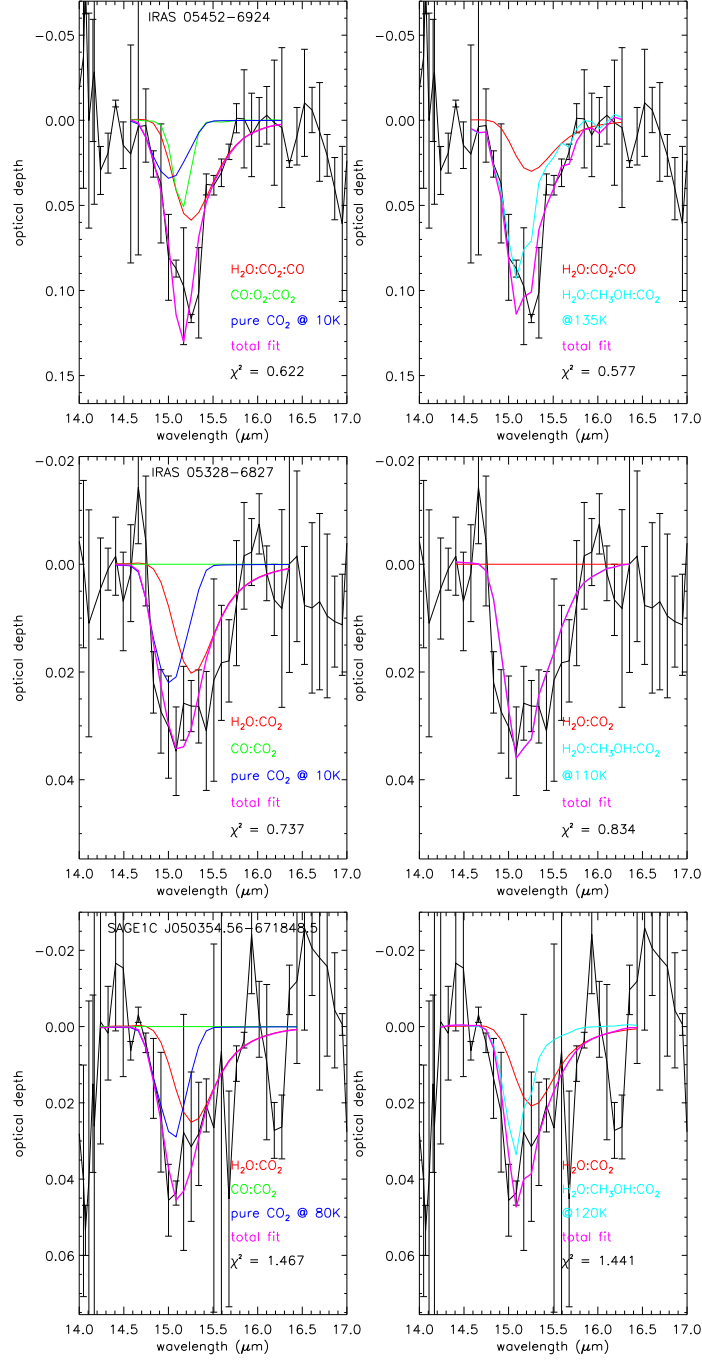 IRAS 05452−6924
−0.05
0.00
0.05
0.10
0.15
optical depth
H₂O:CO₂:CO
CO:O₂:CO₂
pure CO₂ @ 10K
total fit
χ² = 0.622
14.0 14.5 15.0 15.5 16.0 16.5 17.0
wavelength (μm)
−0.05
0.00
0.05
0.10
0.15
optical depth
H₂O:CO₂:CO
H₂O:CH₃OH:CO₂
@135K
total fit
χ² = 0.577
14.0 14.5 15.0 15.5 16.0 16.5 17.0
wavelength (μm)
IRAS 05328−6827
−0.02
0.00
0.02
0.04
optical depth
H₂O:CO₂
CO:CO₂
pure CO₂ @ 10K
total fit
χ² = 0.737
14.0 14.5 15.0 15.5 16.0 16.5 17.0
wavelength (μm)
−0.02
0.00
0.02
0.04
optical depth
H₂O:CO₂
H₂O:CH₃OH:CO₂
@110K
total fit
χ² = 0.834
14.0 14.5 15.0 15.5 16.0 16.5 17.0
wavelength (μm)
SAGE1C J050354.56−671848.5
−0.02
0.00
0.02
0.04
0.06
optical depth
H₂O:CO₂
CO:CO₂
pure CO₂ @ 80K
total fit
χ² = 1.467
14.0 14.5 15.0 15.5 16.0 16.5 17.0
wavelength (μm)
−0.02
0.00
0.02
0.04
0.06
optical depth
H₂O:CO₂
H₂O:CH₃OH:CO₂
@120K
total fit
χ² = 1.441
14.0 14.5 15.0 15.5 16.0 16.5 17.0
wavelength (μm)